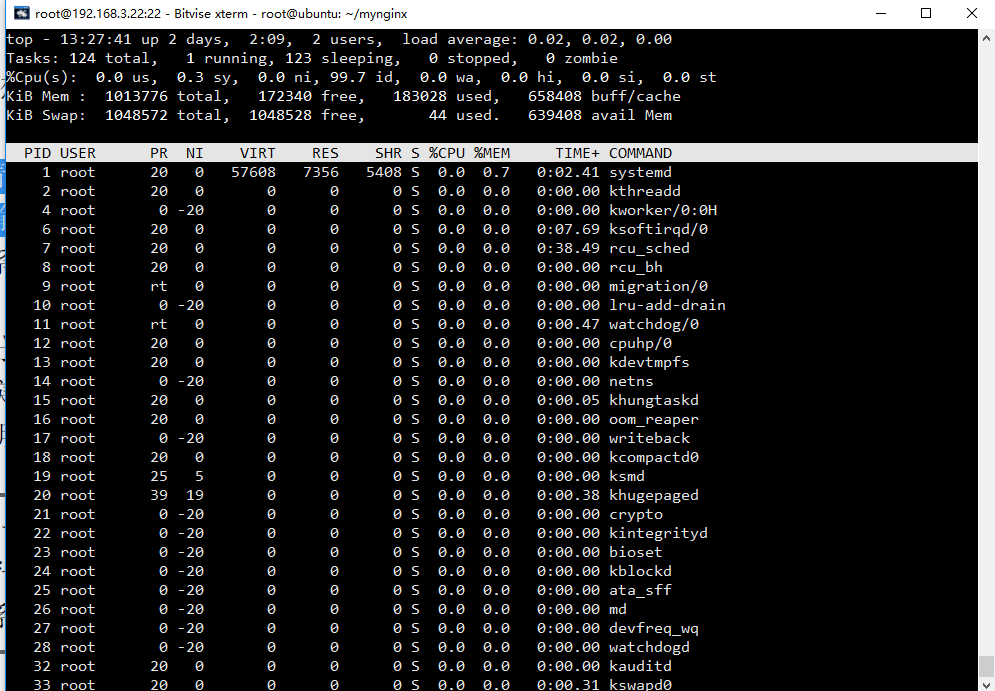 root@192.168.3.22:22 - Bitvise xterm - root@ubuntu: ~/mynginx
top - 13:27:41 up 2 days,  2:09,  2 users,  load average: 0.02, 0.02, 0.00
Tasks: 124 total,   1 running, 123 sleeping,   0 stopped,   0 zombie
%Cpu(s):  0.0 us,  0.3 sy,  0.0 ni, 99.7 id,  0.0 wa,  0.0 hi,  0.0 si,  0.0 st
KiB Mem :  1013776 total,   172340 free,   183028 used,   658408 buff/cache
KiB Swap:  1048572 total,  1048528 free,       44 used.   639408 avail Mem
PID USER      PR  NI    VIRT    RES    SHR S %CPU %MEM     TIME+ COMMAND
1 root      20   0   57608   7356   5408 S  0.0  0.7   0:02.41 systemd
2 root      20   0       0      0      0 S  0.0  0.0   0:00.00 kthreadd
4 root       0 -20       0      0      0 S  0.0  0.0   0:00.00 kworker/0:0H
6 root      20   0       0      0      0 S  0.0  0.0   0:07.69 ksoftirqd/0
7 root      20   0       0      0      0 S  0.0  0.0   0:38.49 rcu_sched
8 root      20   0       0      0      0 S  0.0  0.0   0:00.00 rcu_bh
9 root      rt   0       0      0      0 S  0.0  0.0   0:00.00 migration/0
10 root       0 -20       0      0      0 S  0.0  0.0   0:00.00 lru-add-drain
11 root      rt   0       0      0      0 S  0.0  0.0   0:00.47 watchdog/0
12 root      20   0       0      0      0 S  0.0  0.0   0:00.00 cpuhp/0
13 root      20   0       0      0      0 S  0.0  0.0   0:00.00 kdevtmpfs
14 root       0 -20       0      0      0 S  0.0  0.0   0:00.00 netns
15 root      20   0       0      0      0 S  0.0  0.0   0:00.05 khungtaskd
16 root      20   0       0      0      0 S  0.0  0.0   0:00.00 oom_reaper
17 root       0 -20       0      0      0 S  0.0  0.0   0:00.00 writeback
18 root      20   0       0      0      0 S  0.0  0.0   0:00.00 kcompactd0
19 root      25   5       0      0      0 S  0.0  0.0   0:00.00 ksmd
20 root      39  19       0      0      0 S  0.0  0.0   0:00.38 khugepaged
21 root       0 -20       0      0      0 S  0.0  0.0   0:00.00 crypto
22 root       0 -20       0      0      0 S  0.0  0.0   0:00.00 kintegrityd
23 root       0 -20       0      0      0 S  0.0  0.0   0:00.00 bioset
24 root       0 -20       0      0      0 S  0.0  0.0   0:00.00 kblockd
25 root       0 -20       0      0      0 S  0.0  0.0   0:00.00 ata_sff
26 root       0 -20       0      0      0 S  0.0  0.0   0:00.00 md
27 root       0 -20       0      0      0 S  0.0  0.0   0:00.00 devfreq_wq
28 root       0 -20       0      0      0 S  0.0  0.0   0:00.00 watchdogd
32 root      20   0       0      0      0 S  0.0  0.0   0:00.00 kauditd
33 root      20   0       0      0      0 S  0.0  0.0   0:00.31 kswapd0